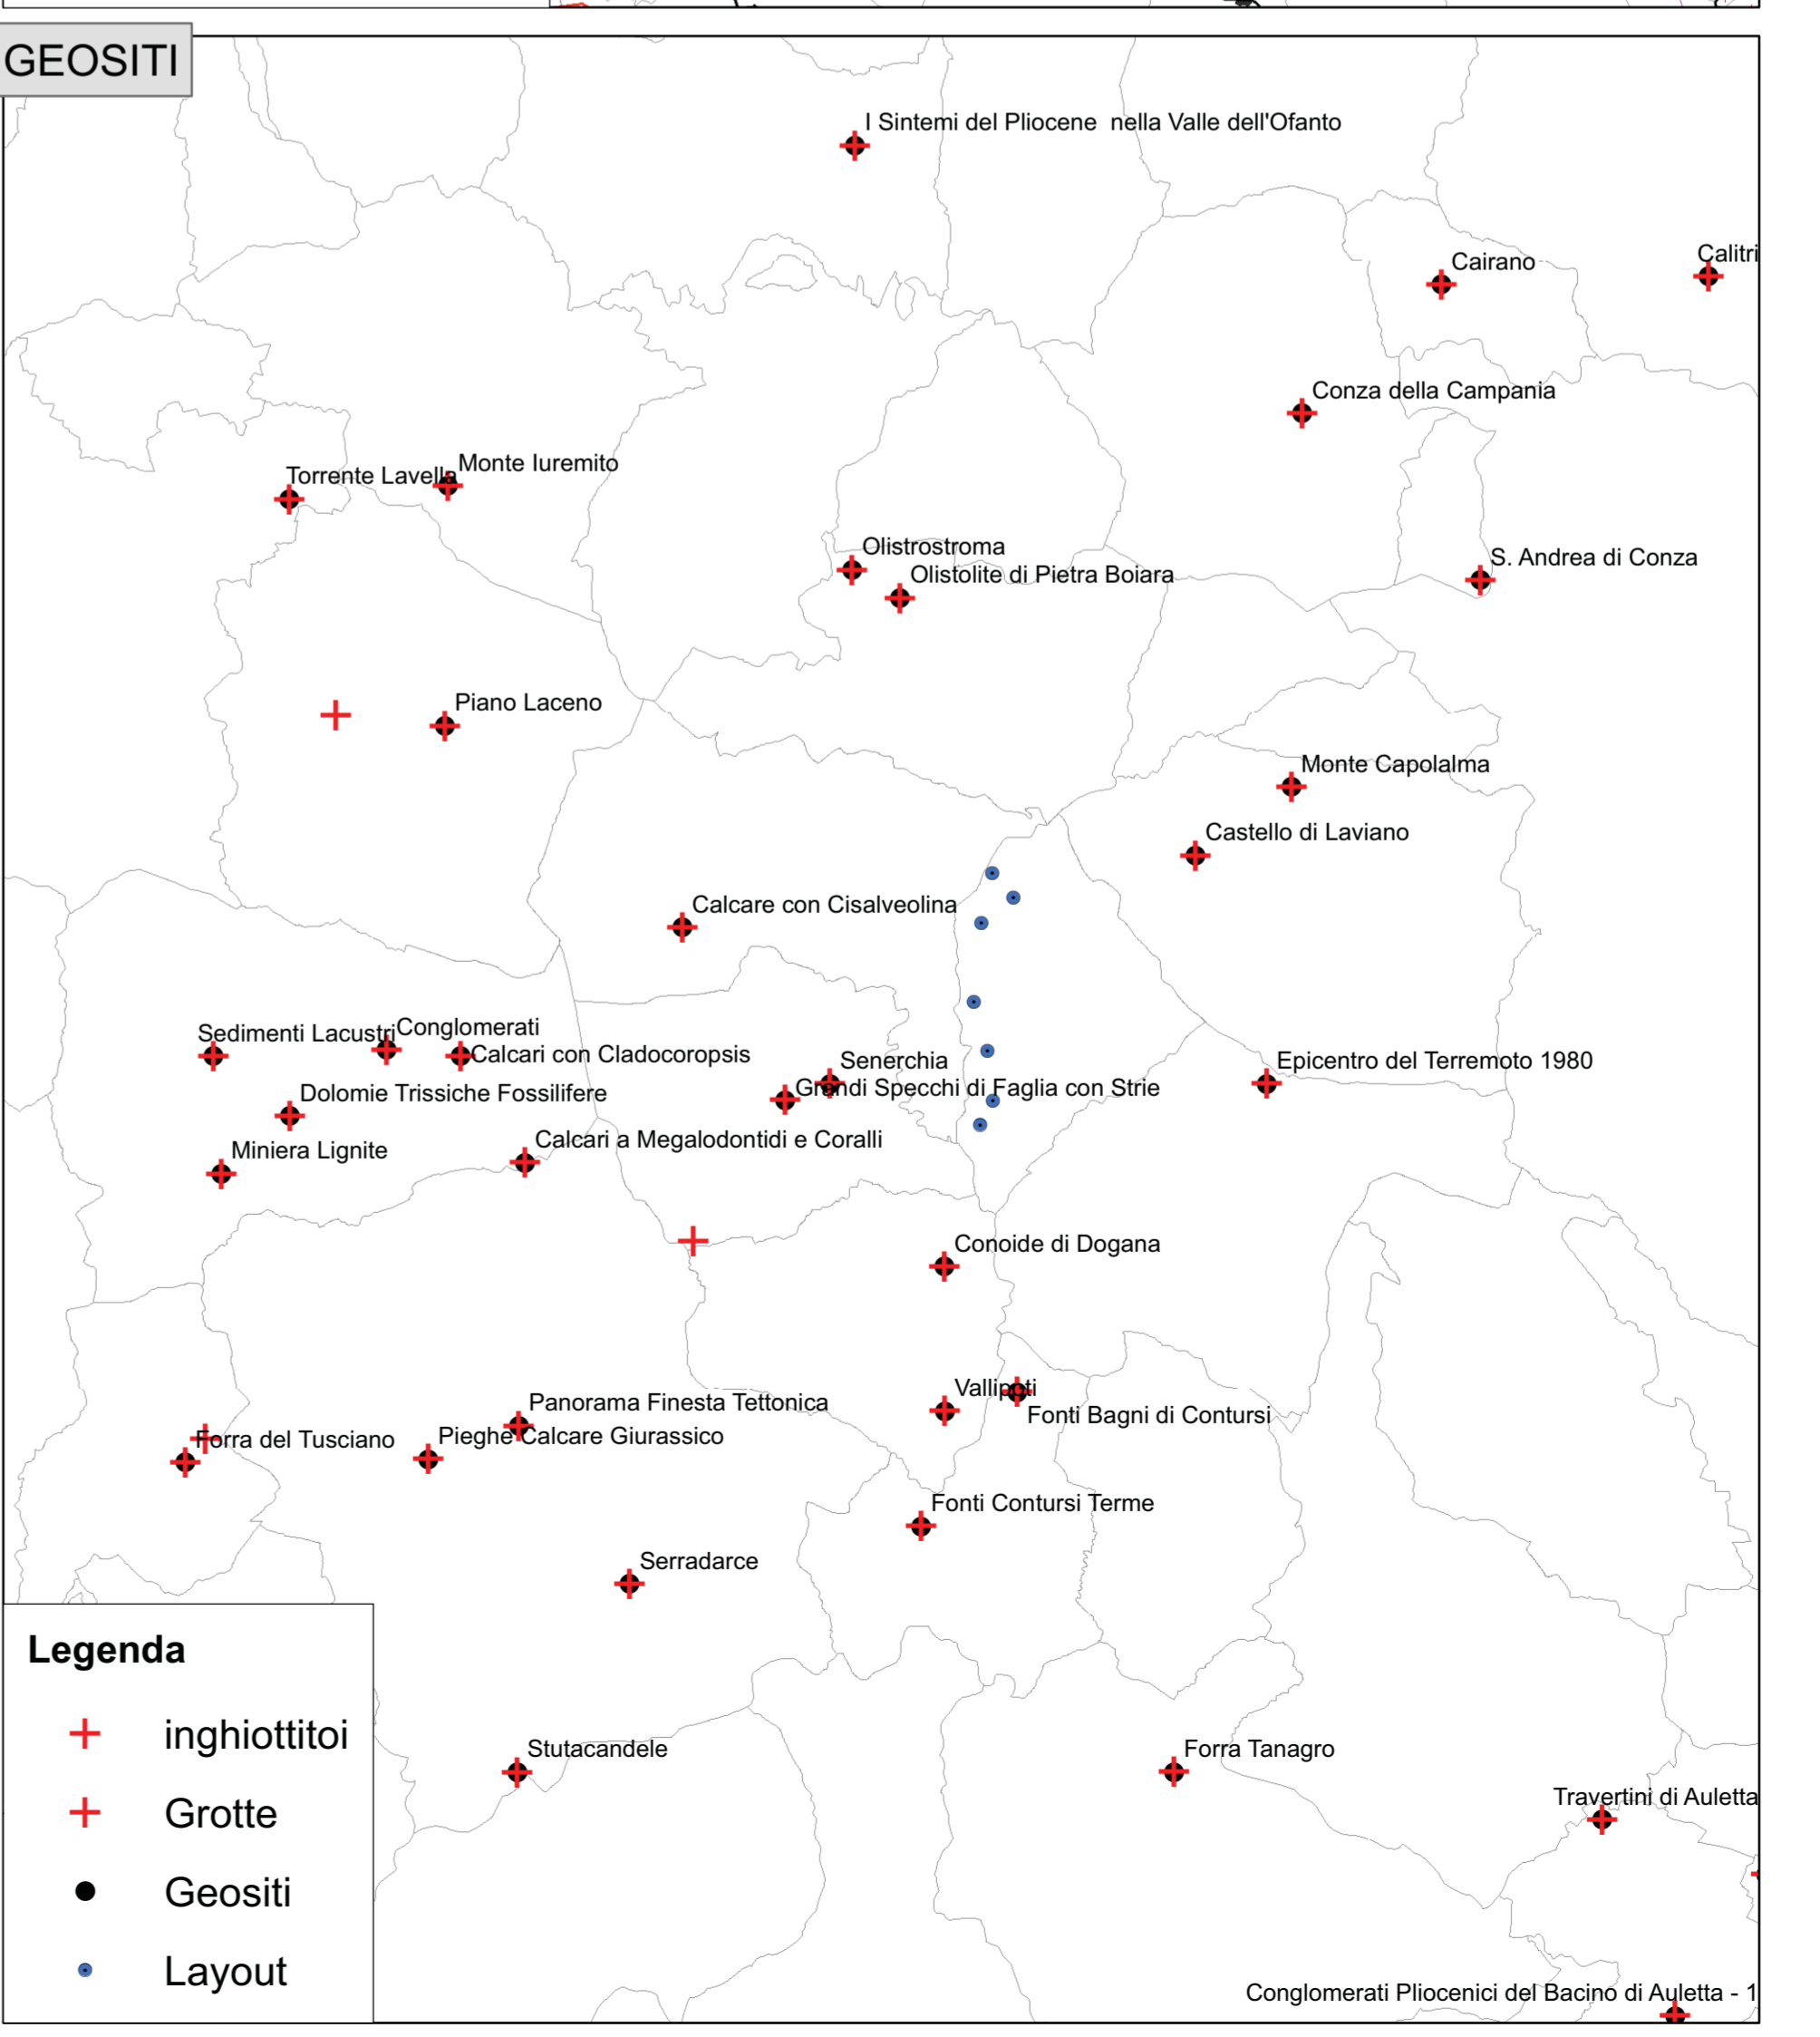 GEOSITI
I Sintemi del Pliocene  nella Valle dell'Ofanto
Calitri
Cairano
Conza della Campania
Monte Iuremito
Torrente Lavella
Olistrostroma
S. Andrea di Conza
Olistolite di Pietra Boiara
Piano Laceno
Monte Capolalma
Castello di Laviano
Calcare con Cisalveolina
Sedimenti Lacustri
Conglomerati
Calcari con Cladocoropsis
Senerchia
Epicentro del Terremoto 1980
Grandi Specchi di Faglia con Strie
Dolomie Trissiche Fossilifere
Calcari a Megalodontidi e Coralli
Miniera Lignite
Conoide di Dogana
Vallipoti
Panorama Finesta Tettonica
Fonti Bagni di Contursi
Forra del Tusciano
Pieghe Calcare Giurassico
Fonti Contursi Terme
Serradarce
Stutacandele
Forra Tanagro
Travertini di Auletta
Conglomerati Pliocenici del Bacino di Auletta - 1
Legenda
inghiottitoi
Grotte
Geositi
Layout